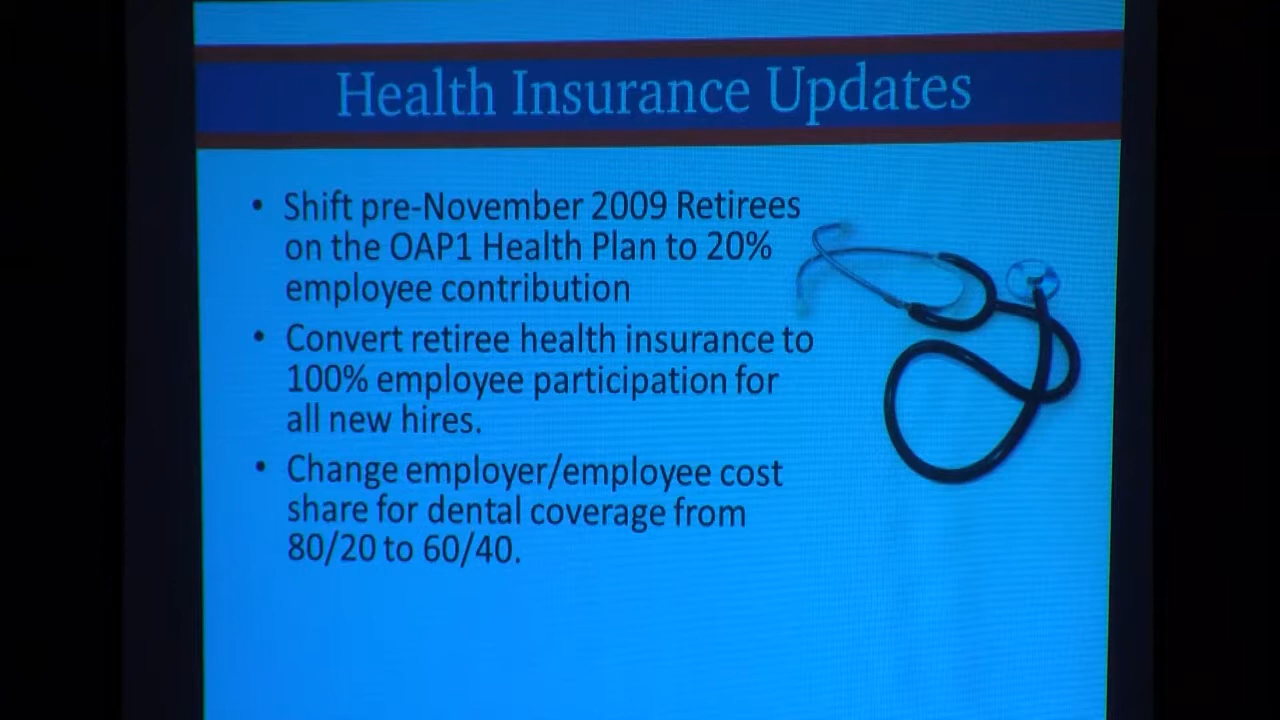 Health Insurance Updates
• Shift pre-November 2009 Retirees
on the OAP1 Health Plan to 20%
employee contribution
• Convert retiree health insurance to
100% employee participation for
all new hires.
• Change employer/employee cost
share for dental coverage from
80/20 to 60/40.